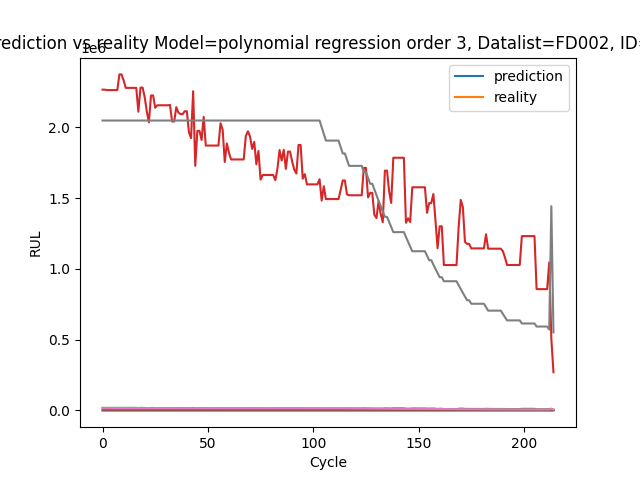 rediction vs reality Model=polynomial regression order 3, Datalist=FD002, ID=
1e6
prediction
reality
2.0
1.5
1.0
0.5
0.0
RUL
0
50
100
150
200
Cycle